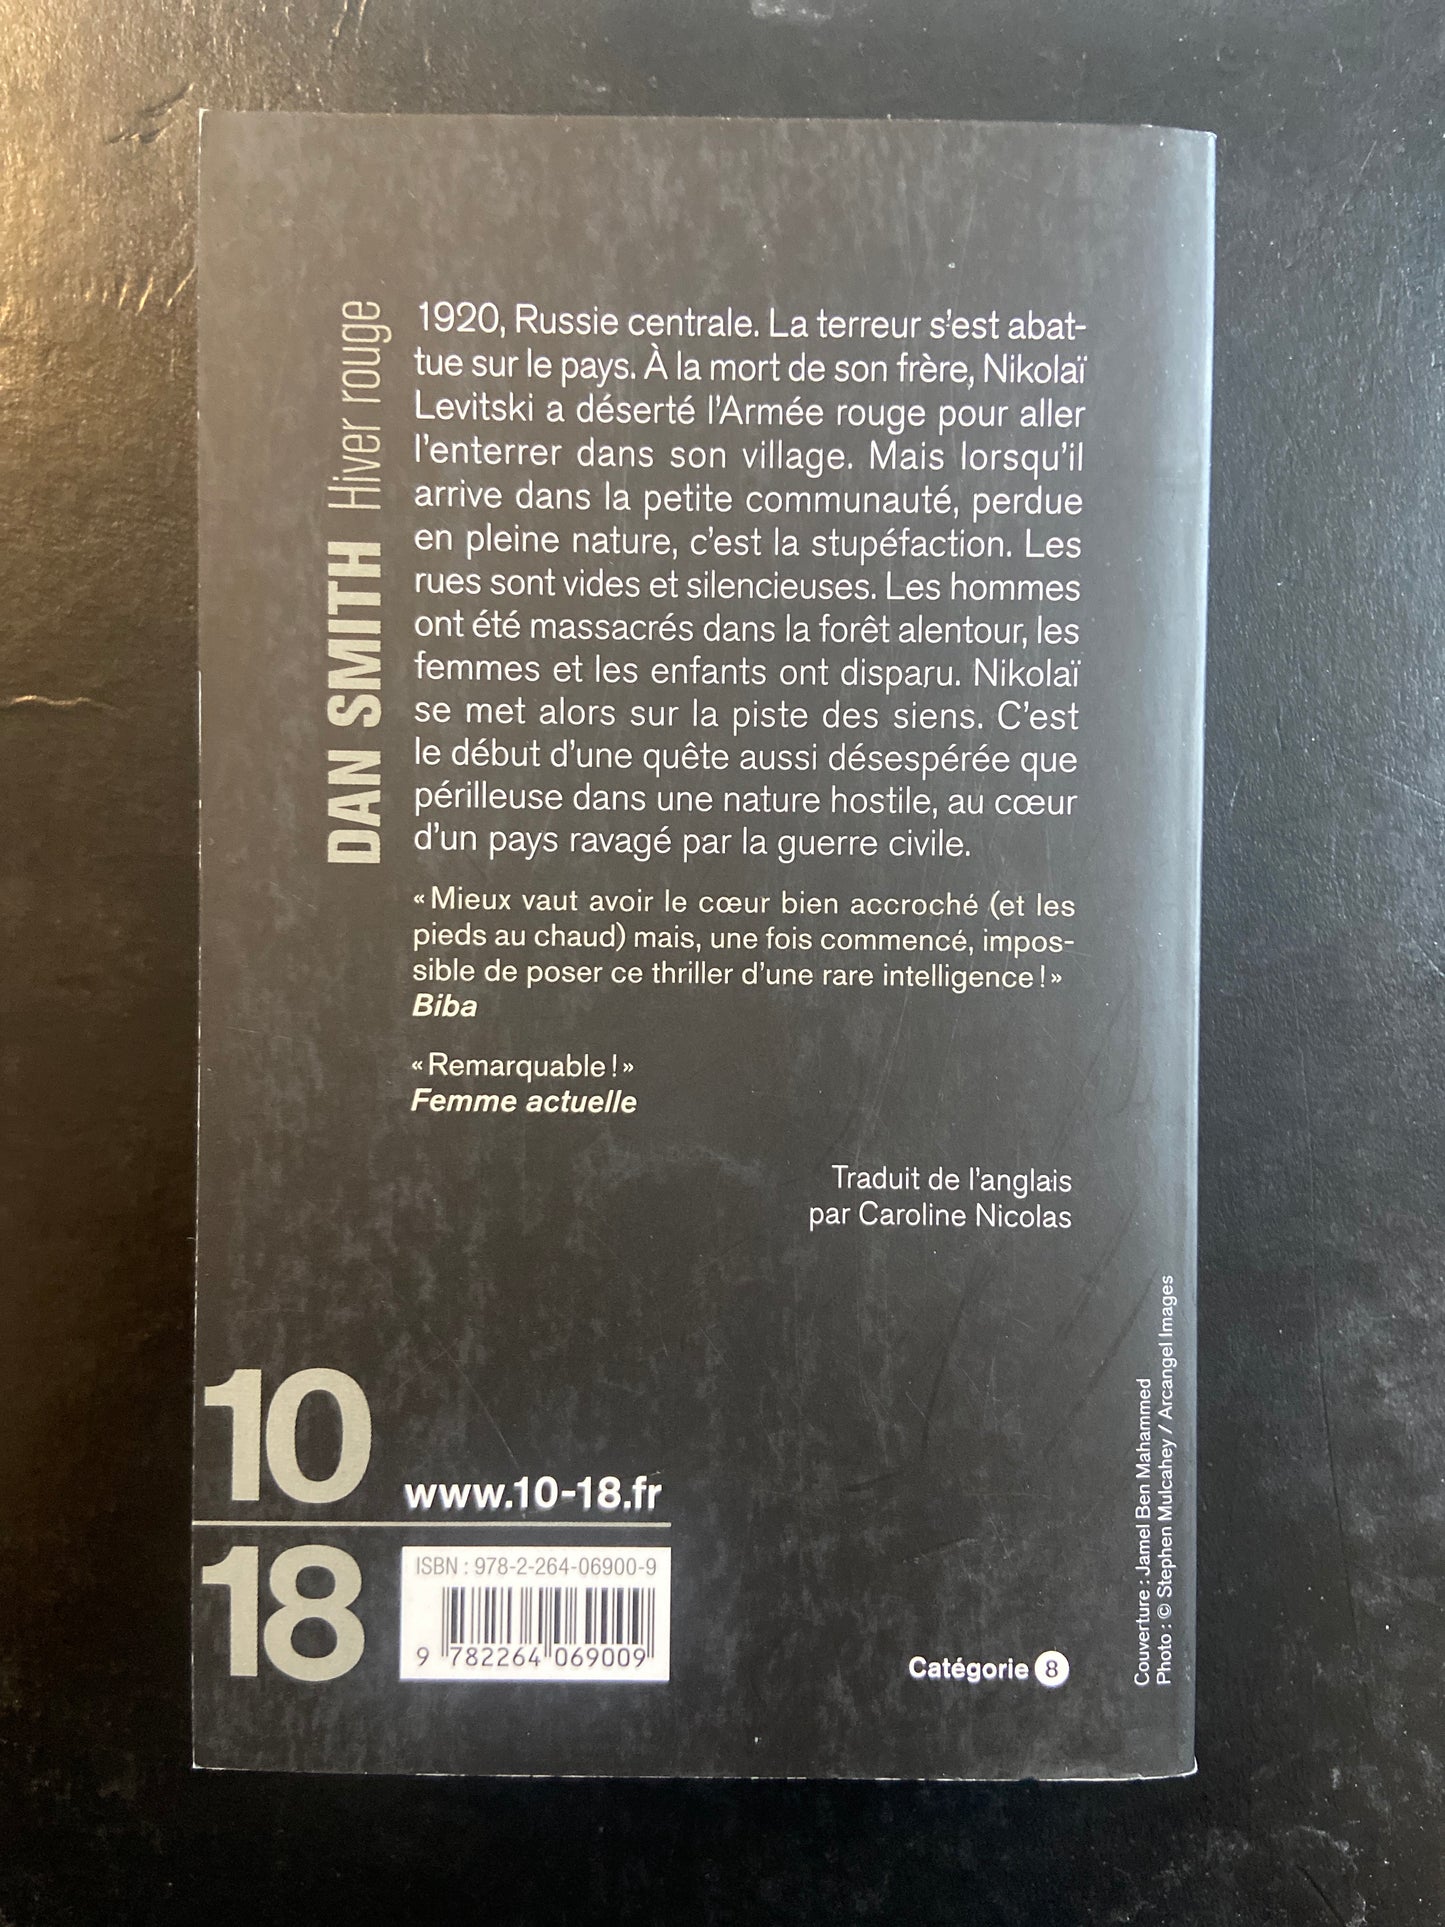 DAN SMITH Hiver rouge
1920, Russie centrale. La terreur s'est abat-
tue sur le pays. À la mort de son frère, Nikolaï
Levitski a déserté l'Armée rouge pour aller
l'enterrer dans son village. Mais lorsqu'il
arrive dans la petite communauté, perdue
en pleine nature, c'est la stupéfaction. Les
rues sont vides et silencieuses. Les hommes
ont été massacrés dans la forêt alentour, les
femmes et les enfants ont disparu. Nikolaï
se met alors sur la piste des siens. C'est
le début d'une quête aussi désespérée que
périlleuse dans une nature hostile, au cœur
d'un pays ravagé par la guerre civile.
« Mieux vaut avoir le cœur bien accroché (et les
pieds au chaud) mais, une fois commencé, impos-
sible de poser ce thriller d'une rare intelligence ! »
Biba
« Remarquable ! »
Femme actuelle
Traduit de l'anglais
par Caroline Nicolas
10
18
www.10-18.fr
ISBN : 978-2-264-06900-9
9 782264 069009
Catégorie 8
Couverture : Jamel Ben Mahammed
Photo : © Stephen Mulcahey / Arcangel Images